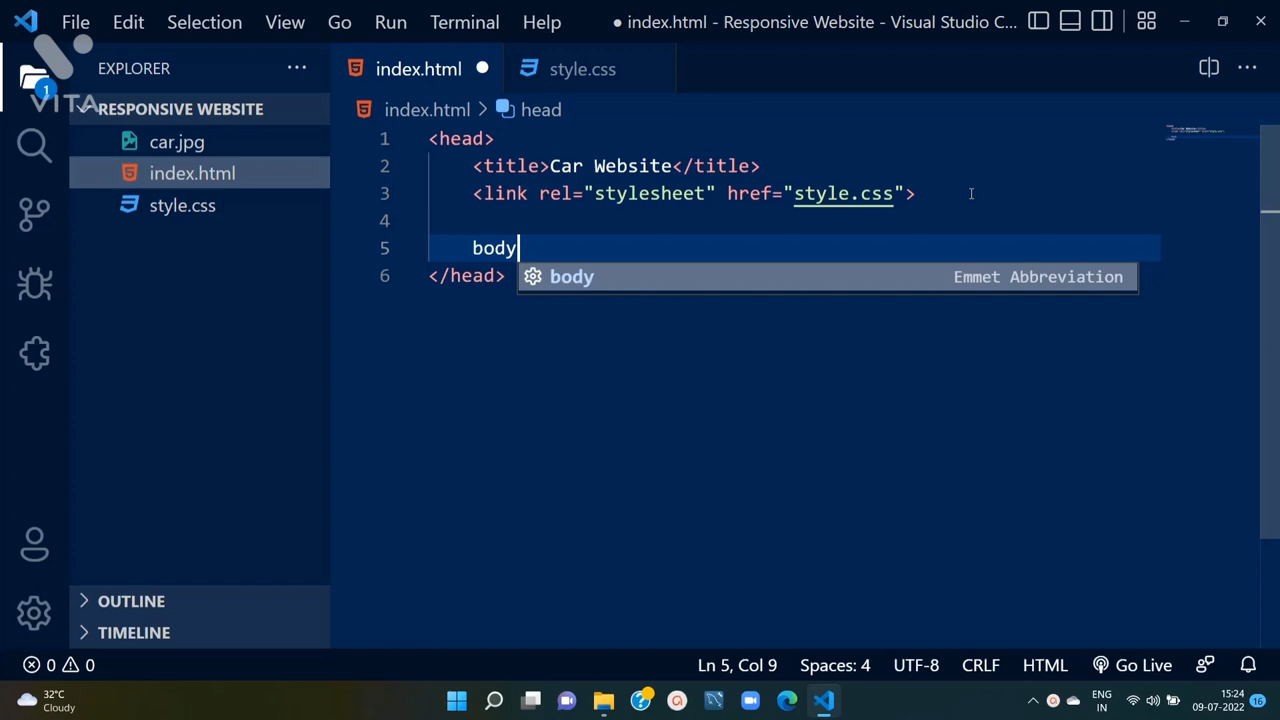 File Edit Selection View Go Run Terminal Help
● index.html - Responsive Website - Visual Studio C...
VITA
1
EXPLORER
RESPONSIVE WEBSITE
car.jpg
index.html
style.css
OUTLINE
TIMELINE
index.html
style.css
index.html > head
1 <head>
2 <title>Car Website</title>
3 <link rel="stylesheet" href="style.css">
4
5 body
6 </head>
body Emmet Abbreviation
0 0
Ln 5, Col 9 Spaces: 4 UTF-8 CRLF HTML Go Live
32°C
Cloudy
ENG
IN
15:24
09-07-2022
16